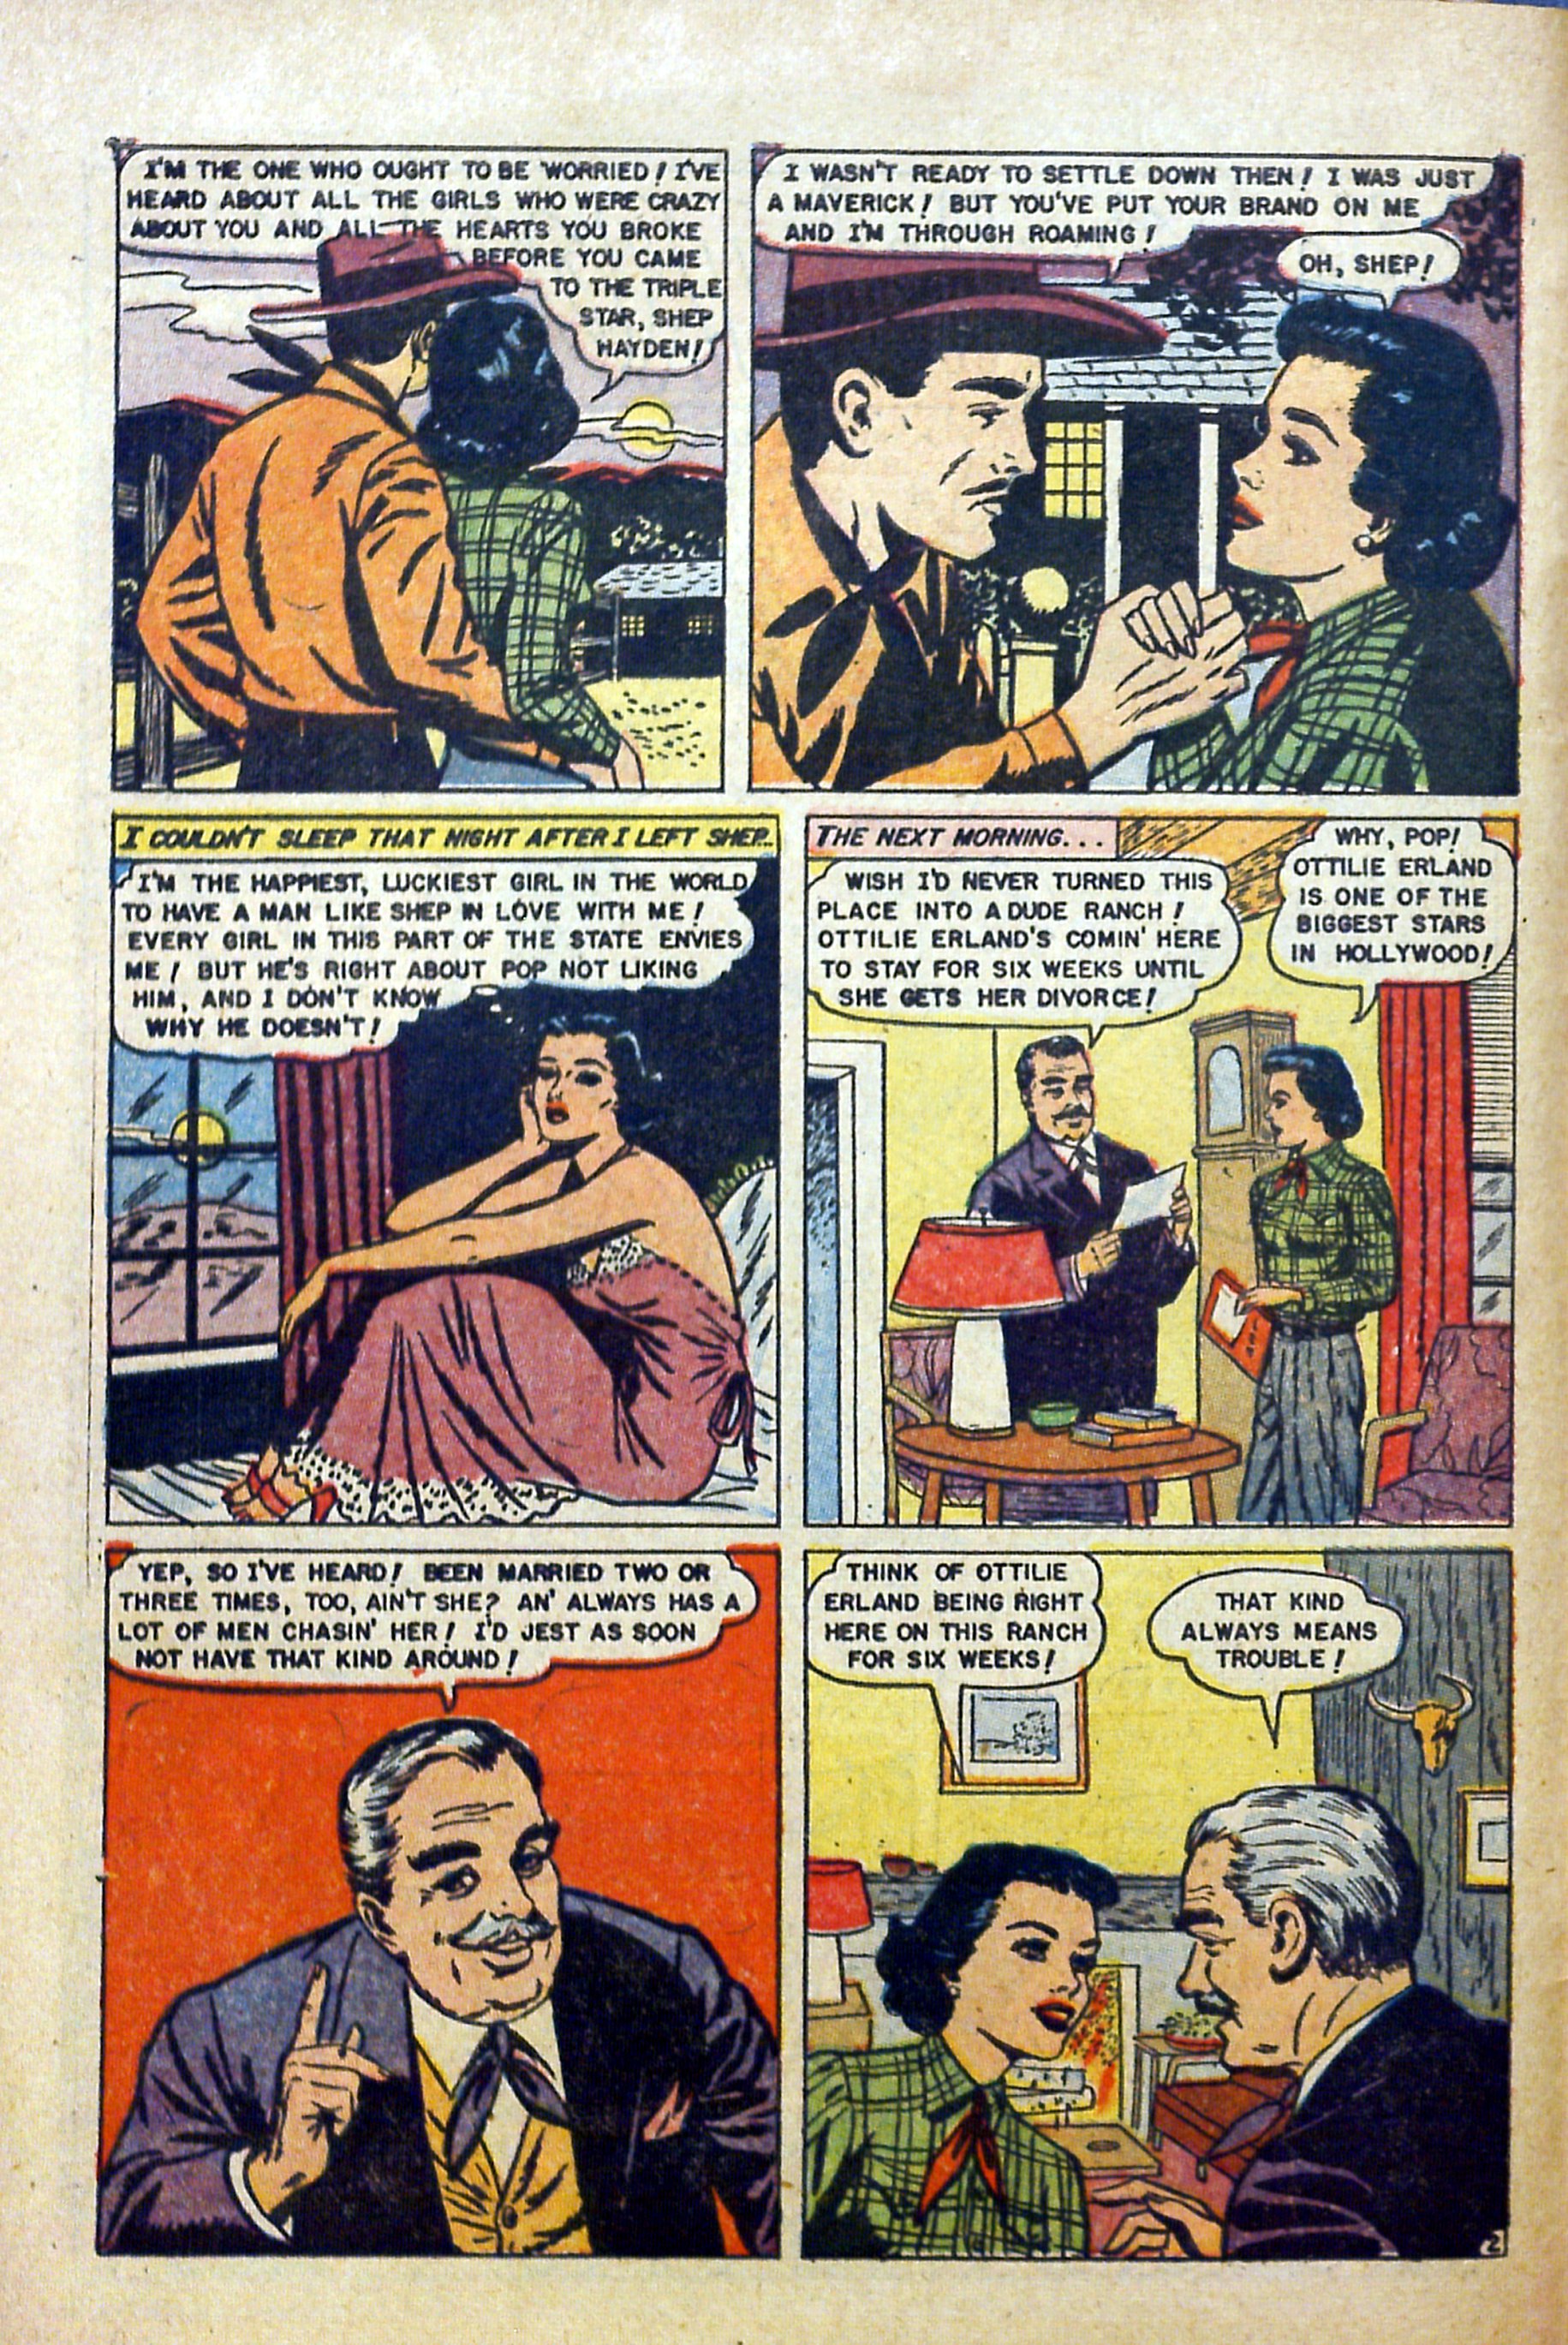 I'M THE ONE WHO OUGHT TO BE WORRIED! I'VE
HEARD ABOUT ALL THE GIRLS WHO WERE CRAZY
ABOUT YOU AND ALL THE HEARTS YOU BROKE
BEFORE YOU CAME
TO THE TRIPLE
STAR, SHEP
HAYDEN!
I WASN'T READY TO SETTLE DOWN THEN! I WAS JUST
A MAVERICK! BUT YOU'VE PUT YOUR BRAND ON ME
AND I'M THROUGH ROAMING!
OH, SHEP!
I COULDN'T SLEEP THAT NIGHT AFTER I LEFT SHEP...
I'M THE HAPPIEST, LUCKIEST GIRL IN THE WORLD
TO HAVE A MAN LIKE SHEP IN LOVE WITH ME!
EVERY GIRL IN THIS PART OF THE STATE ENVIES
ME! BUT HE'S RIGHT ABOUT POP NOT LIKING
HIM, AND I DON'T KNOW
WHY HE DOESN'T!
THE NEXT MORNING...
WISH I'D NEVER TURNED THIS
PLACE INTO A DUDE RANCH!
OTTILIE ERLAND'S COMIN' HERE
TO STAY FOR SIX WEEKS UNTIL
SHE GETS HER DIVORCE!
WHY, POP!
OTTILIE ERLAND
IS ONE OF THE
BIGGEST STARS
IN HOLLYWOOD!
YEP, SO I'VE HEARD! BEEN MARRIED TWO OR
THREE TIMES, TOO, AIN'T SHE? AN' ALWAYS HAS A
LOT OF MEN CHASIN' HER! I'D JEST AS SOON
NOT HAVE THAT KIND AROUND!
THINK OF OTTILIE
ERLAND BEING RIGHT
HERE ON THIS RANCH
FOR SIX WEEKS!
THAT KIND
ALWAYS MEANS
TROUBLE!
2